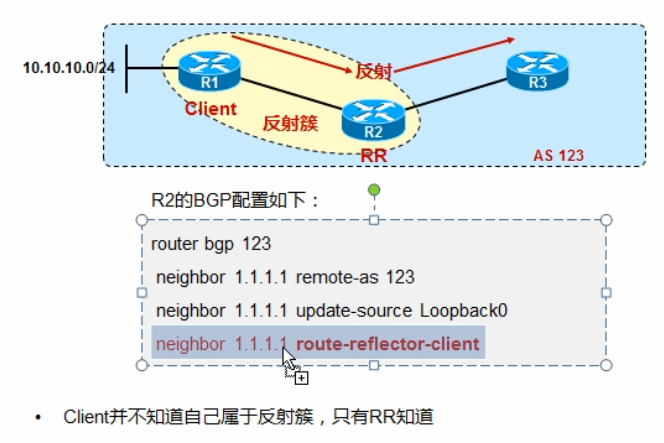 10.10.10.0/24
R1
反射
R3
Client
反射簇
R2
RR
AS 123
R2的BGP配置如下：
router bgp 123
neighbor 1.1.1.1 remote-as 123
neighbor 1.1.1.1 update-source Loopback0
neighbor 1.1.1.1 route-reflector-client
• Client并不知道自己属于反射簇，只有RR知道